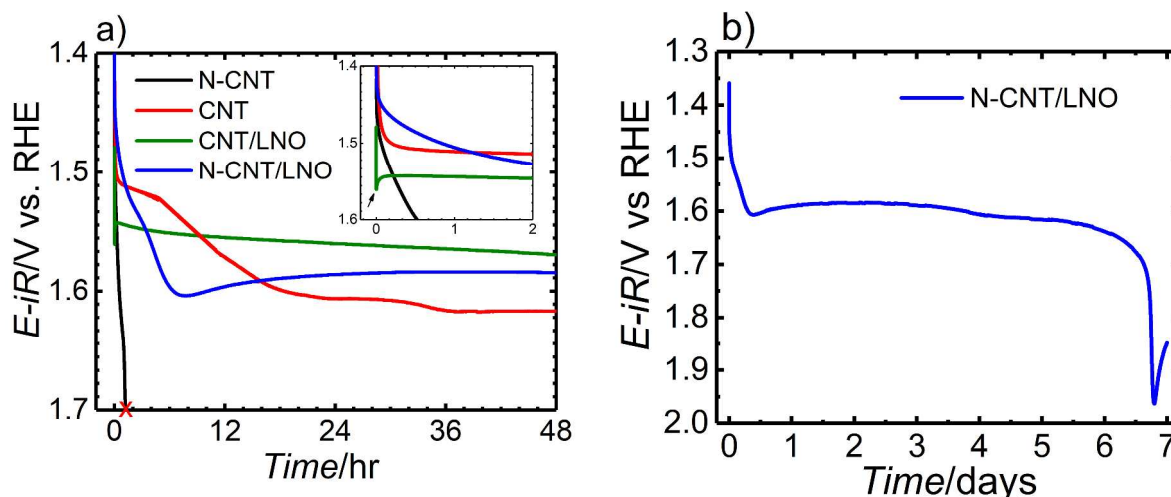 a)
E-iR/V vs. RHE
1.4
1.5
1.6
1.7
N-CNT
CNT
CNT/LNO
N-CNT/LNO
1.4
1.5
1.6
0 1 2
X
0 12 24 36 48
Time/hr
b)
E-iR/V vs RHE
1.3
1.4
1.5
1.6
1.7
1.8
1.9
2.0
N-CNT/LNO
0 1 2 3 4 5 6 7
Time/days